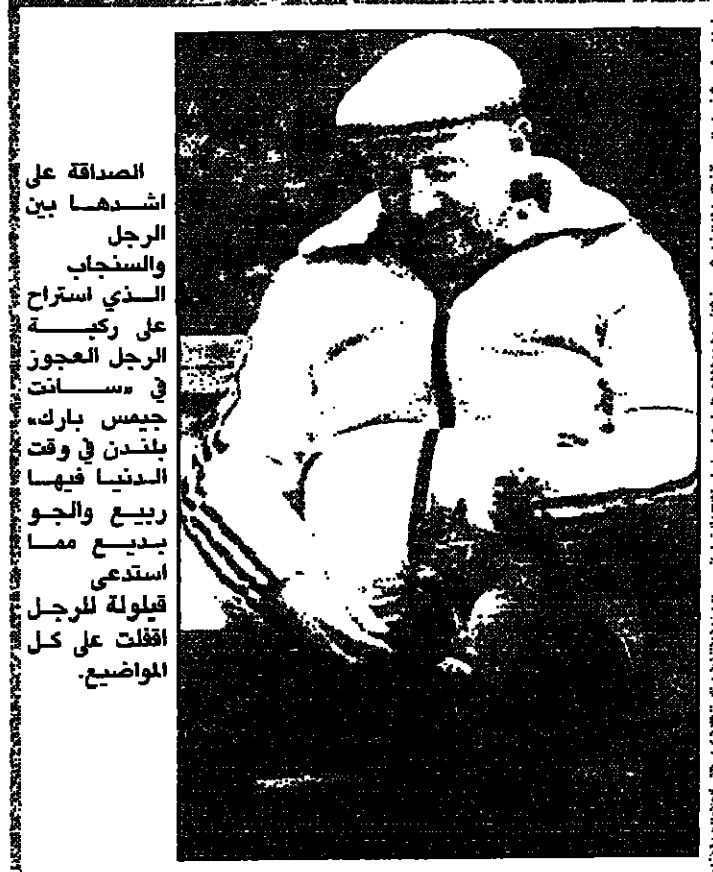 الصداقة على
اشدها بين
الرجل
والسنجاب
الذي استراح
على ركبة
الرجل العجوز
في «سانت
جيمس بارك»
بلندن في وقت
الدنيا فيها
ربيع والجو
بديع مما
استدعى
قيلولة للرجل
اقفلت على كل
المواضيع.